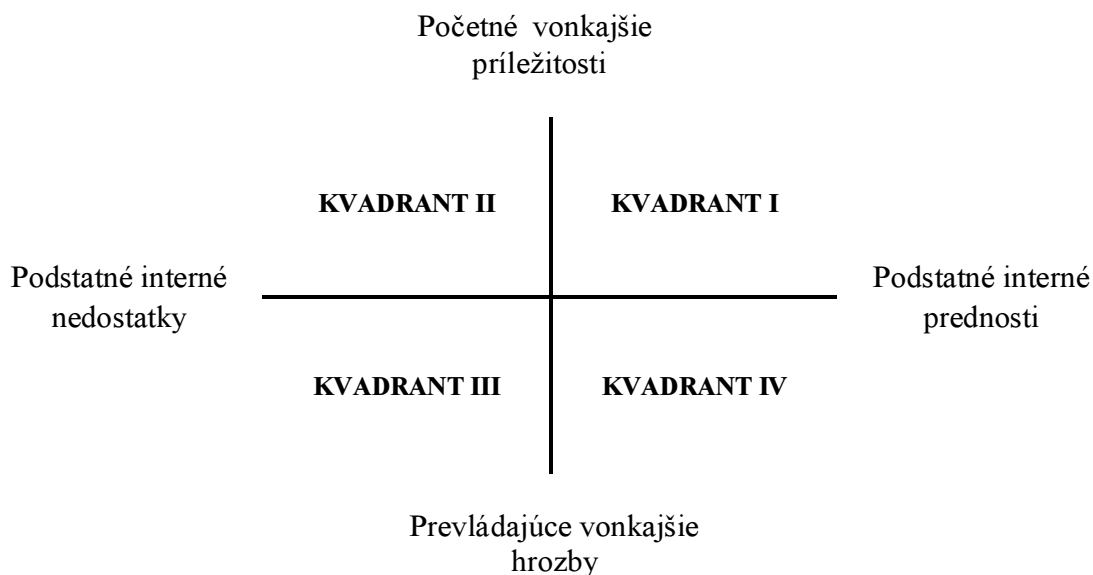 Početné  vonkajšie
príležitosti
KVADRANT II
KVADRANT I
Podstatné interné
nedostatky
Podstatné interné
prednosti
KVADRANT III
KVADRANT IV
Prevládajúce vonkajšie
hrozby